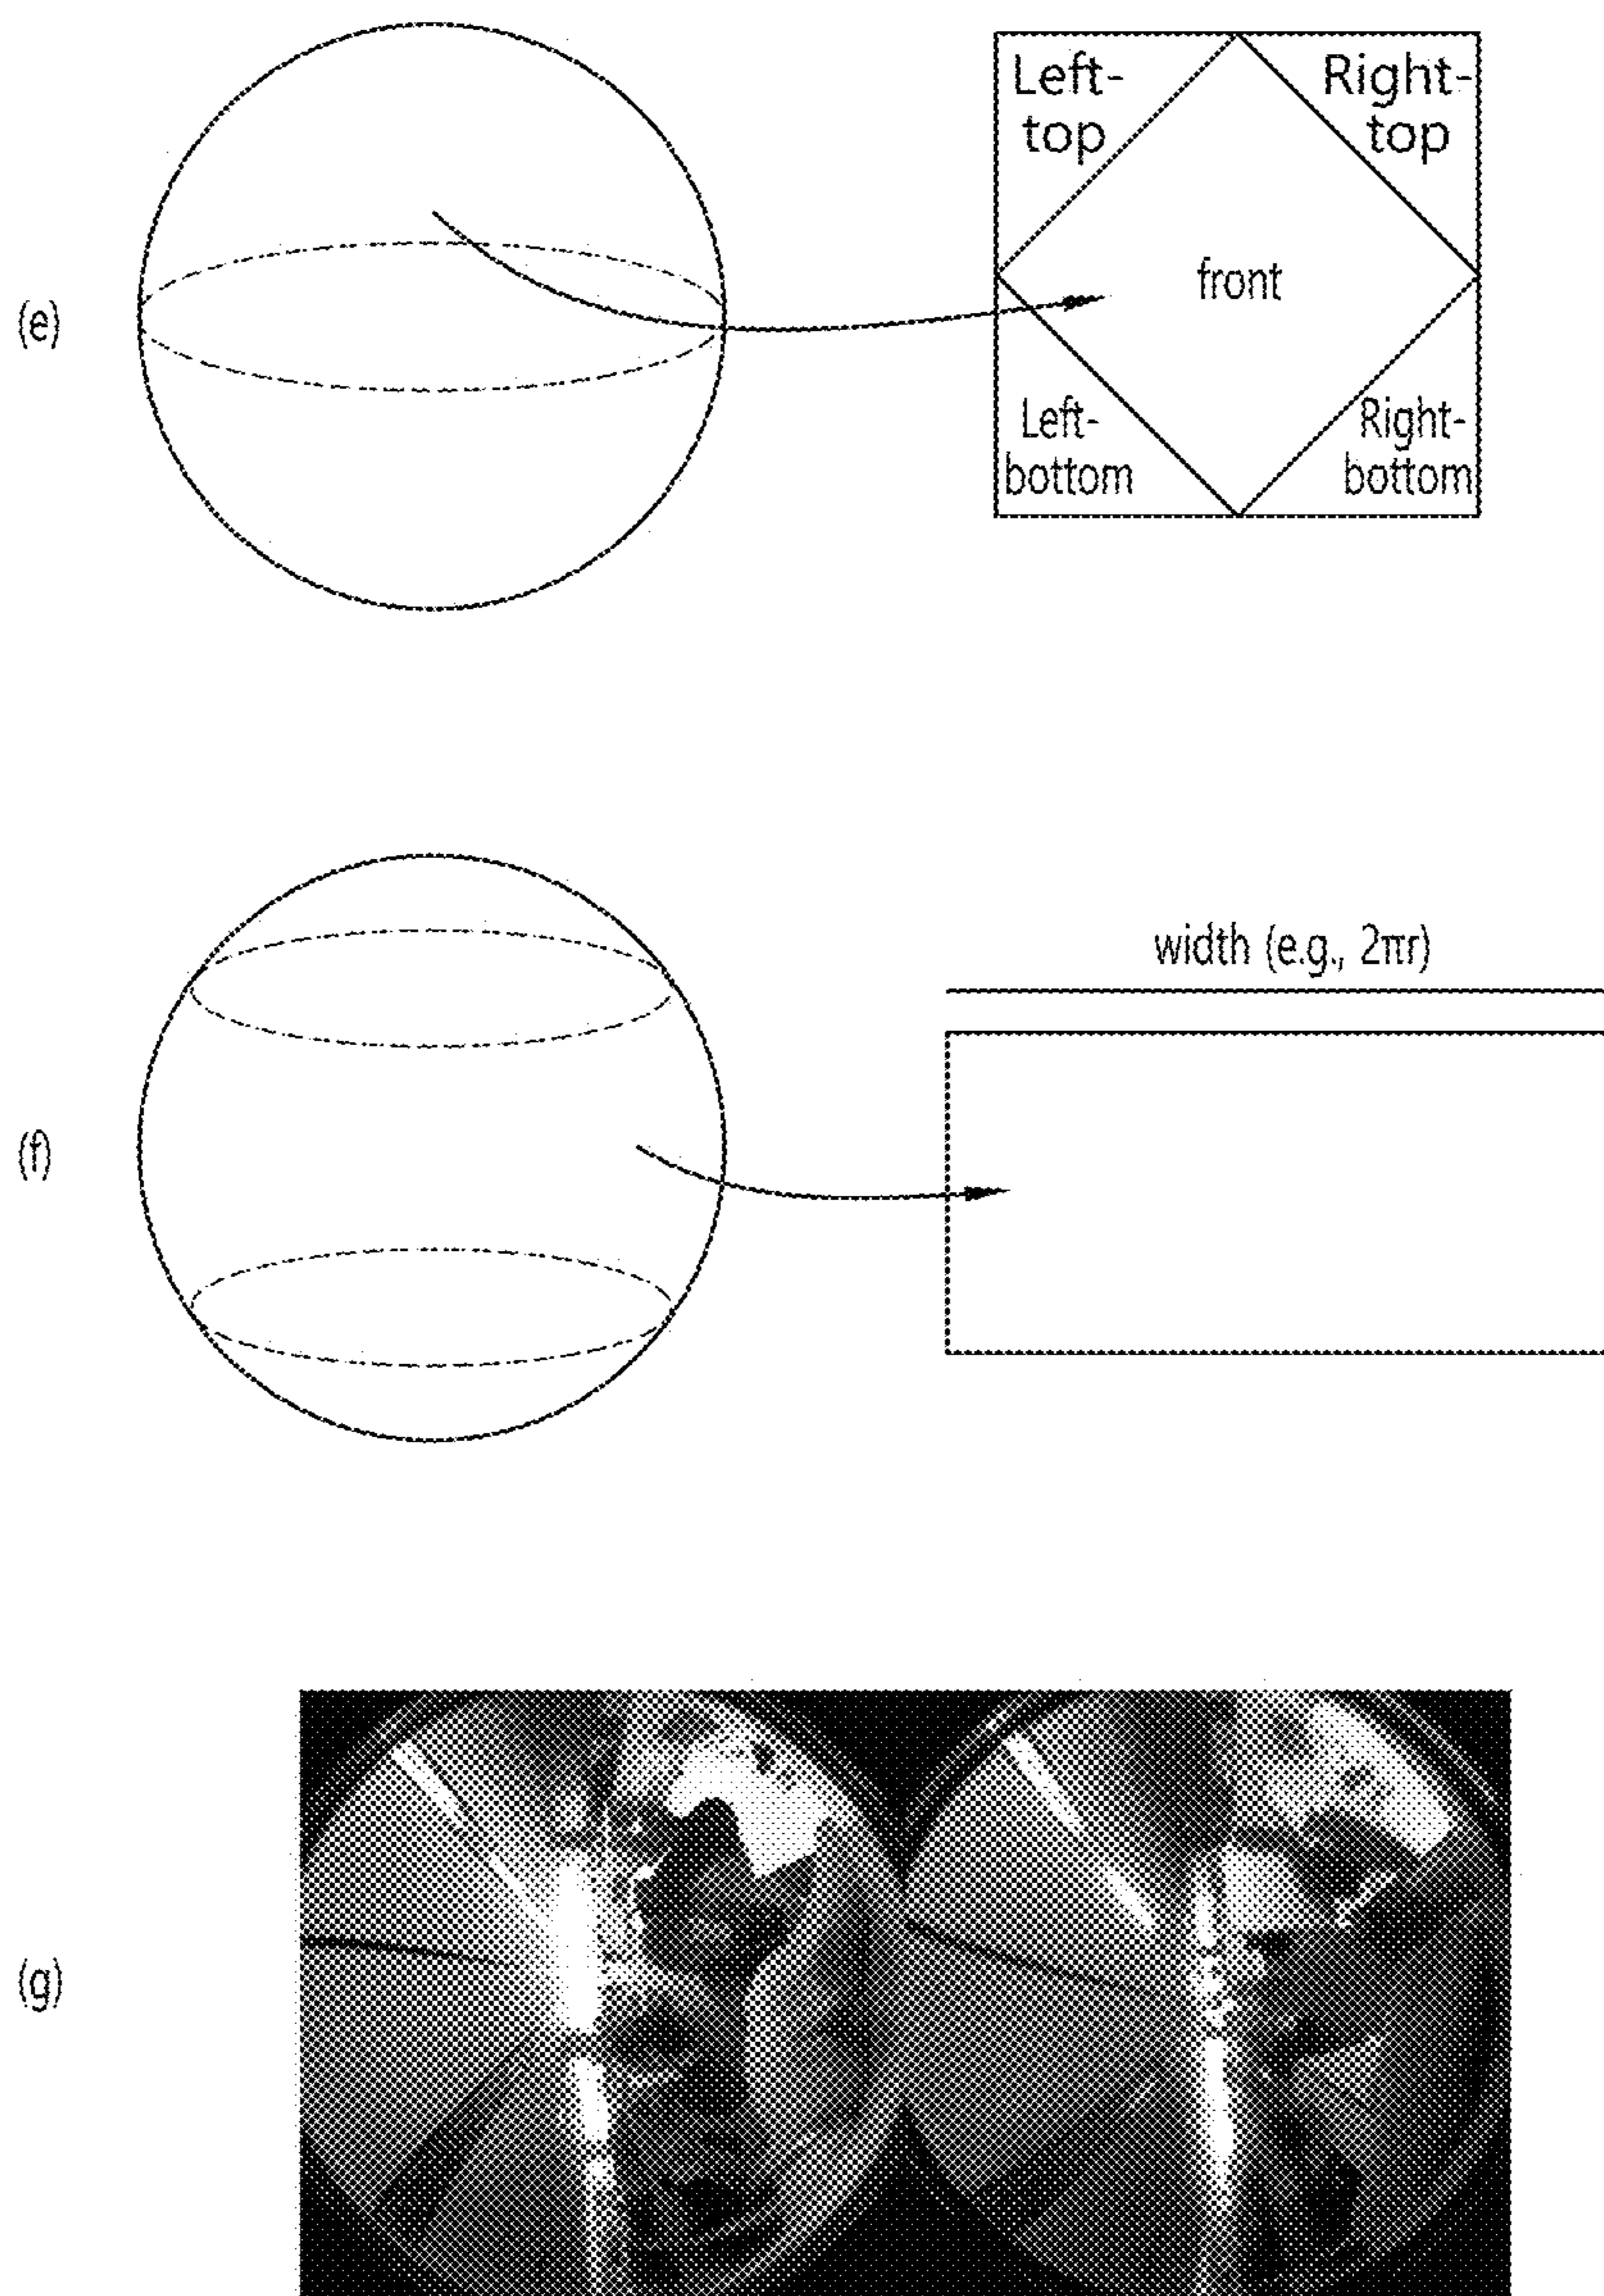 Left-
top
Right-
top
(e)
front
Left-
bottom
Right-
bottom
width (e.g., 2πr)
(f)
(g)